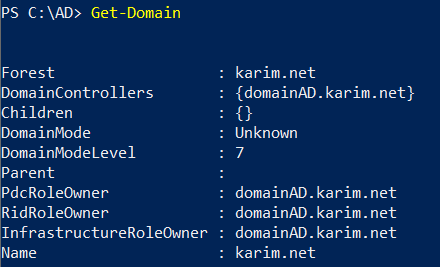 PS C:\AD> Get-Domain
Forest : karim.net
DomainControllers : {domainAD.karim.net}
Children : {}
DomainMode : Unknown
DomainModeLevel : 7
Parent :
PdcRoleOwner : domainAD.karim.net
RidRoleOwner : domainAD.karim.net
InfrastructureRoleOwner : domainAD.karim.net
Name : karim.net